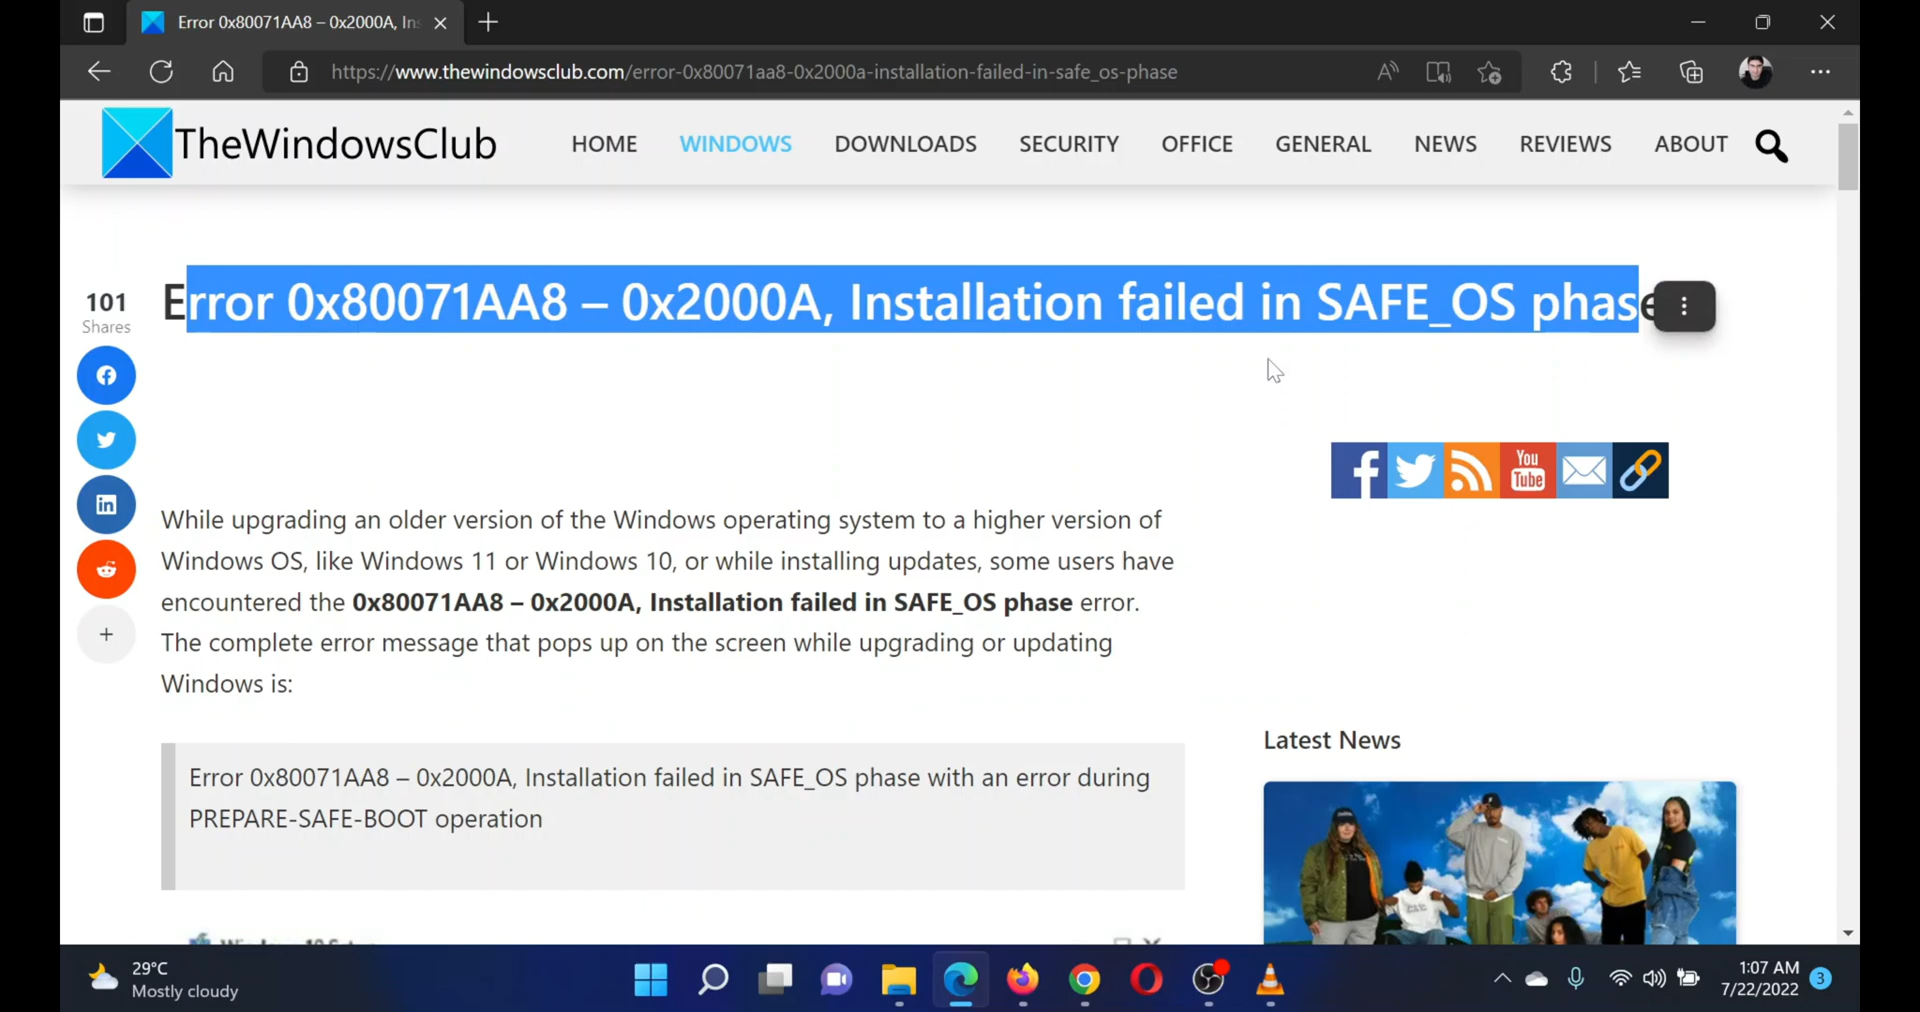 Error 0x80071AA8 – 0x2000A, In
https://www.thewindowsclub.com/error-0x80071aa8-0x2000a-installation-failed-in-safe_os-phase
TheWindowsClub
HOME WINDOWS DOWNLOADS SECURITY OFFICE GENERAL NEWS REVIEWS ABOUT
Error 0x80071AA8 – 0x2000A, Installation failed in SAFE_OS phase
101
Shares
You
Tube
While upgrading an older version of the Windows operating system to a higher version of
Windows OS, like Windows 11 or Windows 10, or while installing updates, some users have
encountered the 0x80071AA8 – 0x2000A, Installation failed in SAFE_OS phase error.
The complete error message that pops up on the screen while upgrading or updating
Windows is:
Error 0x80071AA8 – 0x2000A, Installation failed in SAFE_OS phase with an error during
PREPARE-SAFE-BOOT operation
Latest News
29°C
Mostly cloudy
1:07 AM
7/22/2022
3